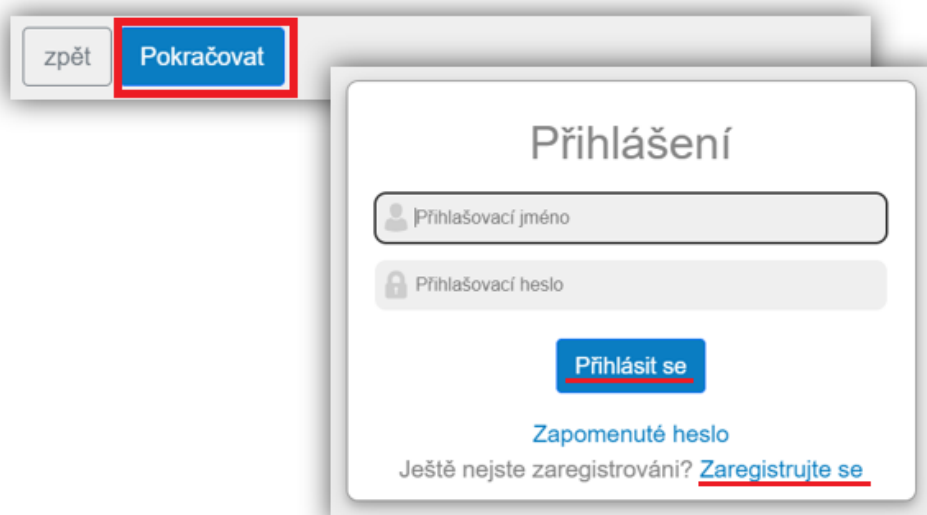 zpět Pokračovat
Přihlášení
Přihlašovací jméno
Přihlašovací heslo
Přihlásit se
Zapomenuté heslo
Ještě nejste zaregistrováni? Zaregistrujte se